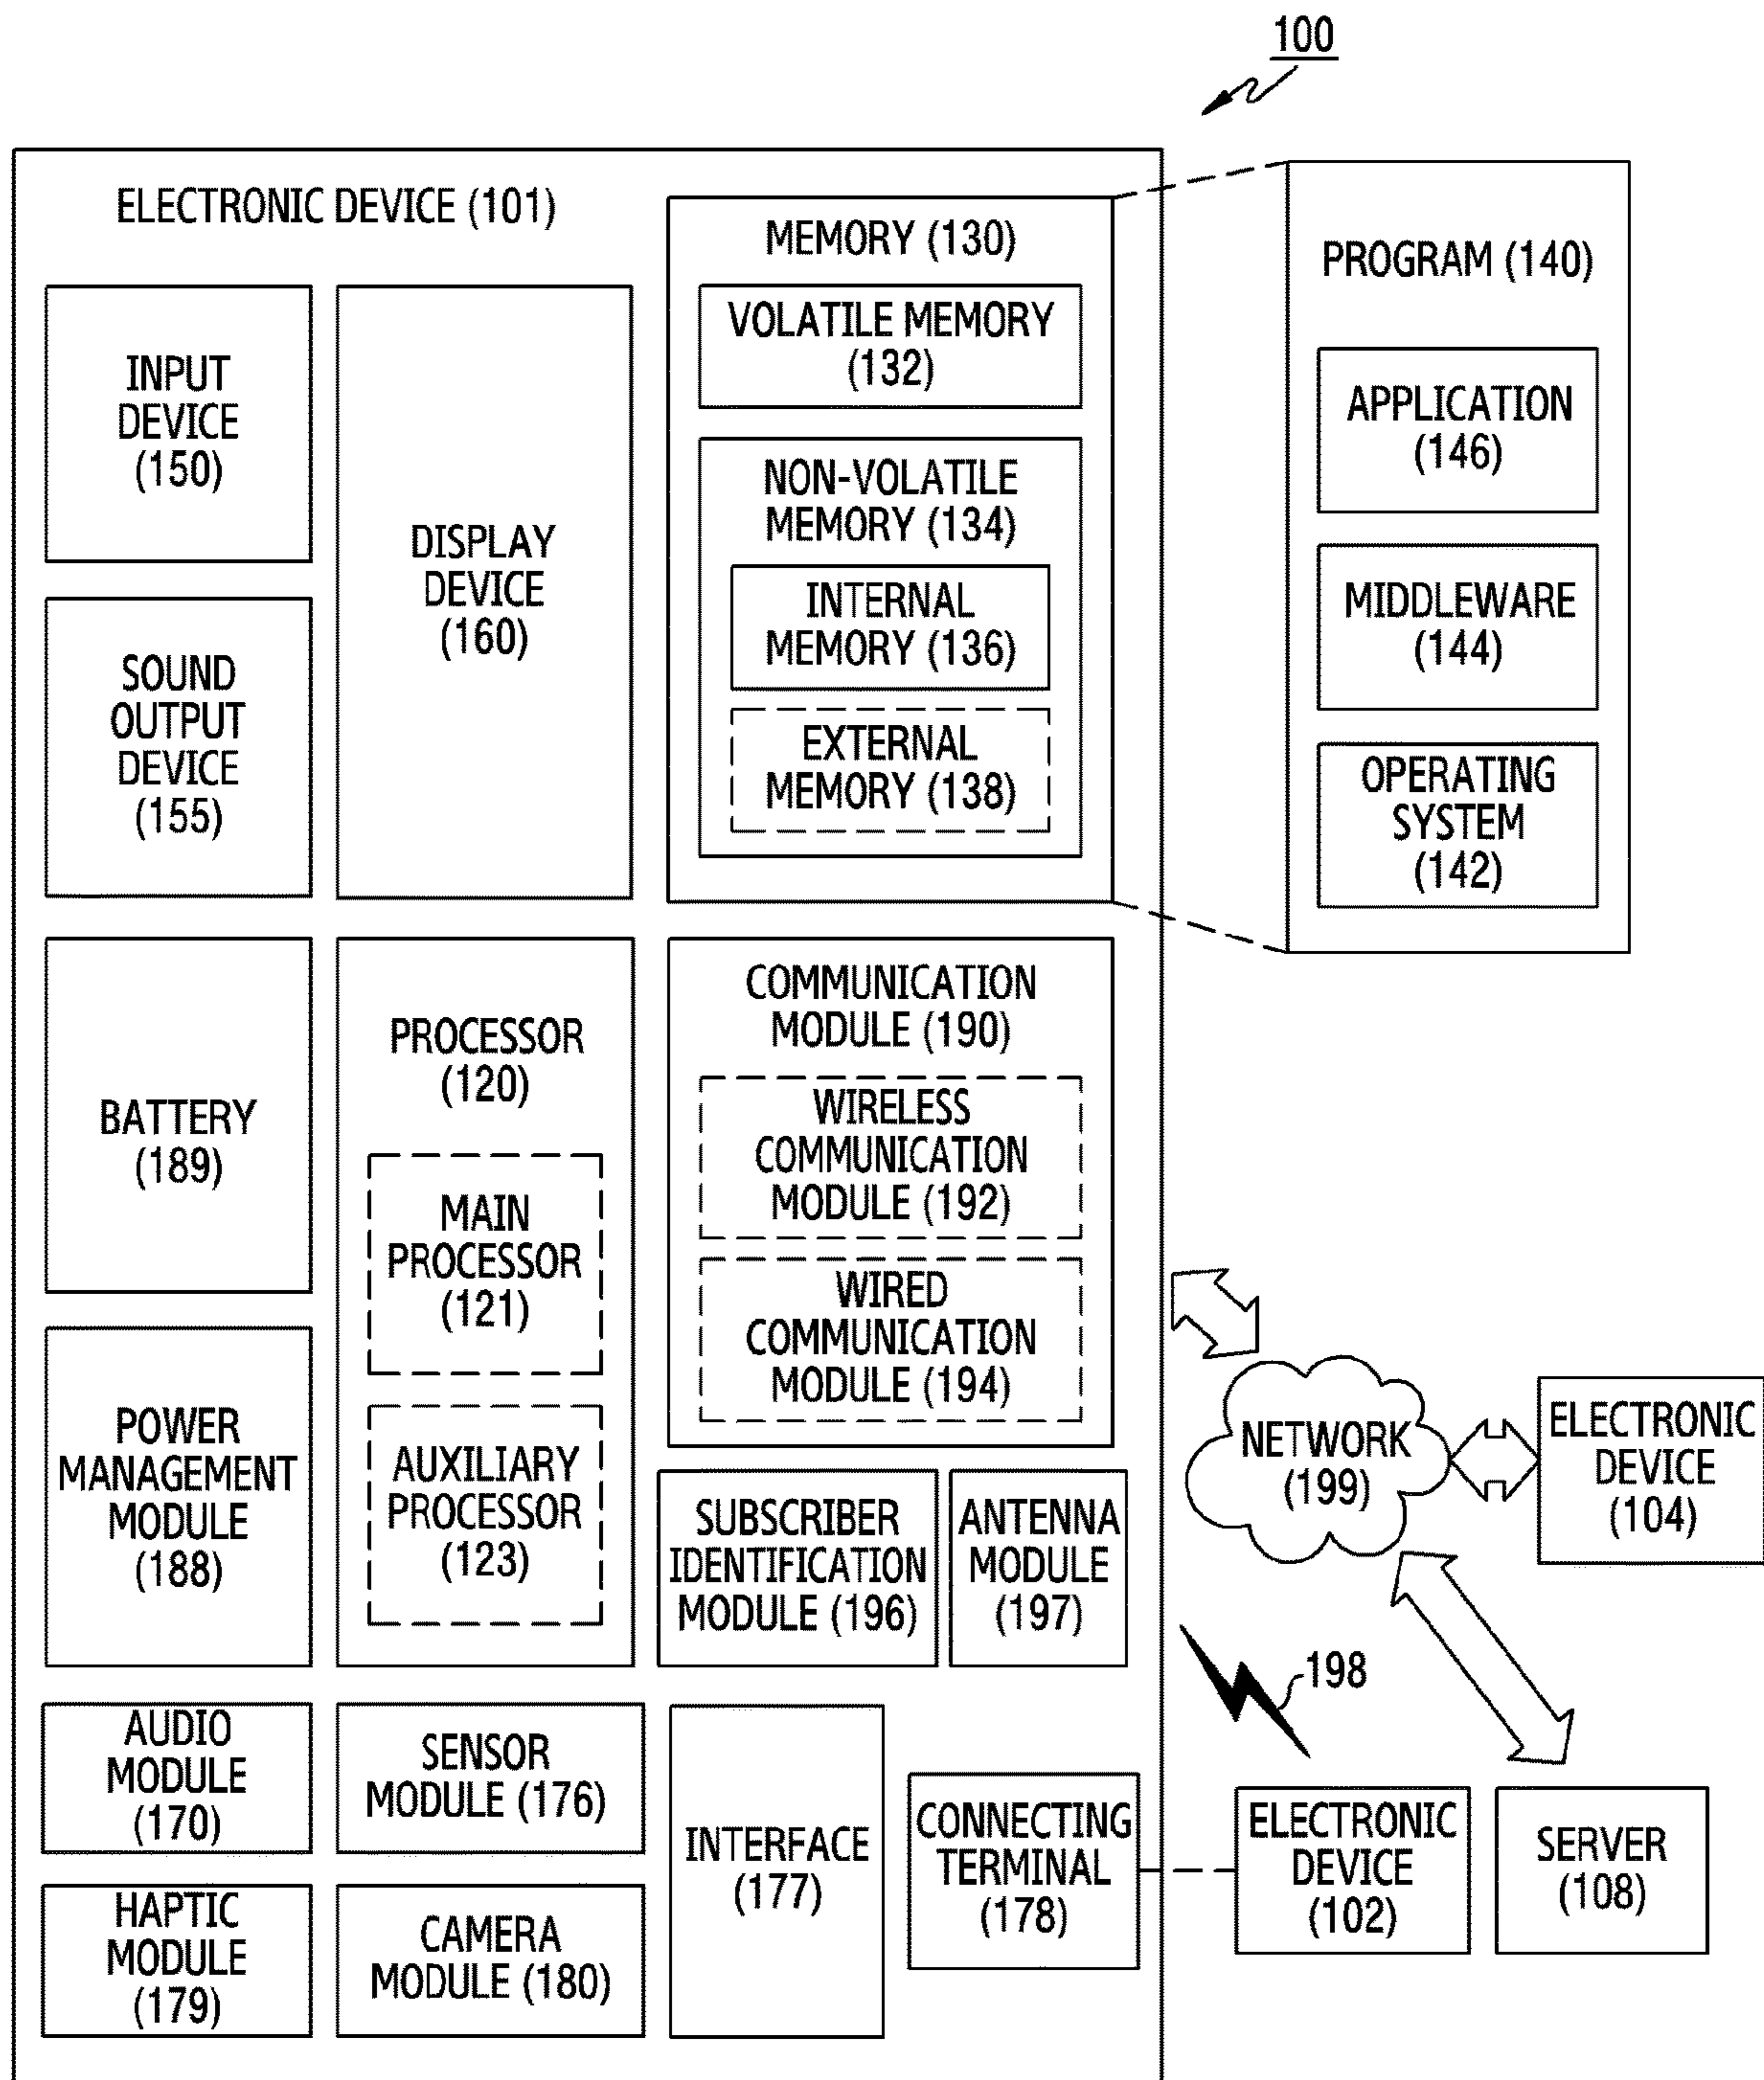 100
ELECTRONIC DEVICE (101)
INPUT
DEVICE
(150)
SOUND
OUTPUT
DEVICE
(155)
DISPLAY
DEVICE
(160)
MEMORY (130)
VOLATILE MEMORY
(132)
NON-VOLATILE
MEMORY (134)
INTERNAL
MEMORY (136)
EXTERNAL
MEMORY (138)
PROGRAM (140)
APPLICATION
(146)
MIDDLEWARE
(144)
OPERATING
SYSTEM
(142)
BATTERY
(189)
POWER
MANAGEMENT
MODULE
(188)
PROCESSOR
(120)
MAIN
PROCESSOR
(121)
AUXILIARY
PROCESSOR
(123)
COMMUNICATION
MODULE (190)
WIRELESS
COMMUNICATION
MODULE (192)
WIRED
COMMUNICATION
MODULE (194)
SUBSCRIBER
IDENTIFICATION
MODULE (196)
ANTENNA
MODULE
(197)
NETWORK
(199)
ELECTRONIC
DEVICE
(104)
198
AUDIO
MODULE
(170)
SENSOR
MODULE (176)
HAPTIC
MODULE
(179)
CAMERA
MODULE (180)
INTERFACE
(177)
CONNECTING
TERMINAL
(178)
ELECTRONIC
DEVICE
(102)
SERVER
(108)